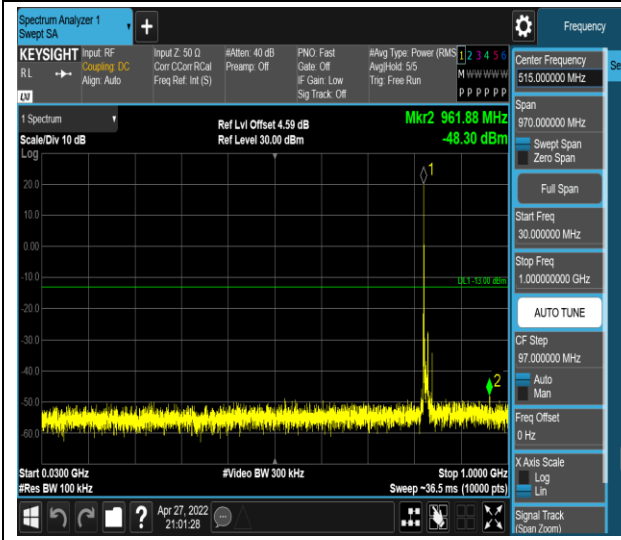 Spectrum Analyzer 1
Swept SA
+
Frequency
KEYSIGHT
RL
LXI
Input: RF
Coupling: DC
Align: Auto
Input Z: 50 Ω
Corr CCorr RCal
Freq Ref: Int (S)
#Atten: 40 dB
Preamp: Off
PNO: Fast
Gate: Off
IF Gain: Low
Sig Track: Off
#Avg Type: Power (RMS
Avg|Hold: 5/5
Trig: Free Run
1 2 3 4 5 6
M W W W W W
P P P P P P
1 Spectrum
Scale/Div 10 dB
Ref Lvl Offset 4.59 dB
Ref Level 30.00 dBm
Mkr2 961.88 MHz
-48.30 dBm
Log
20.0
10.0
0.00
-10.0
-20.0
-30.0
-40.0
-50.0
-60.0
1
DL1 -13.00 dBm
2
Start 0.0300 GHz
#Res BW 100 kHz
#Video BW 300 kHz
Stop 1.0000 GHz
Sweep ~36.5 ms (10000 pts)
?
Apr 27, 2022
21:01:28
Center Frequency
515.000000 MHz
Se
Span
970.000000 MHz
Swept Span
Zero Span
Full Span
Start Freq
30.000000 MHz
Stop Freq
1.000000000 GHz
AUTO TUNE
CF Step
97.000000 MHz
Auto
Man
Freq Offset
0 Hz
X Axis Scale
Log
Lin
Signal Track
(Span Zoom)